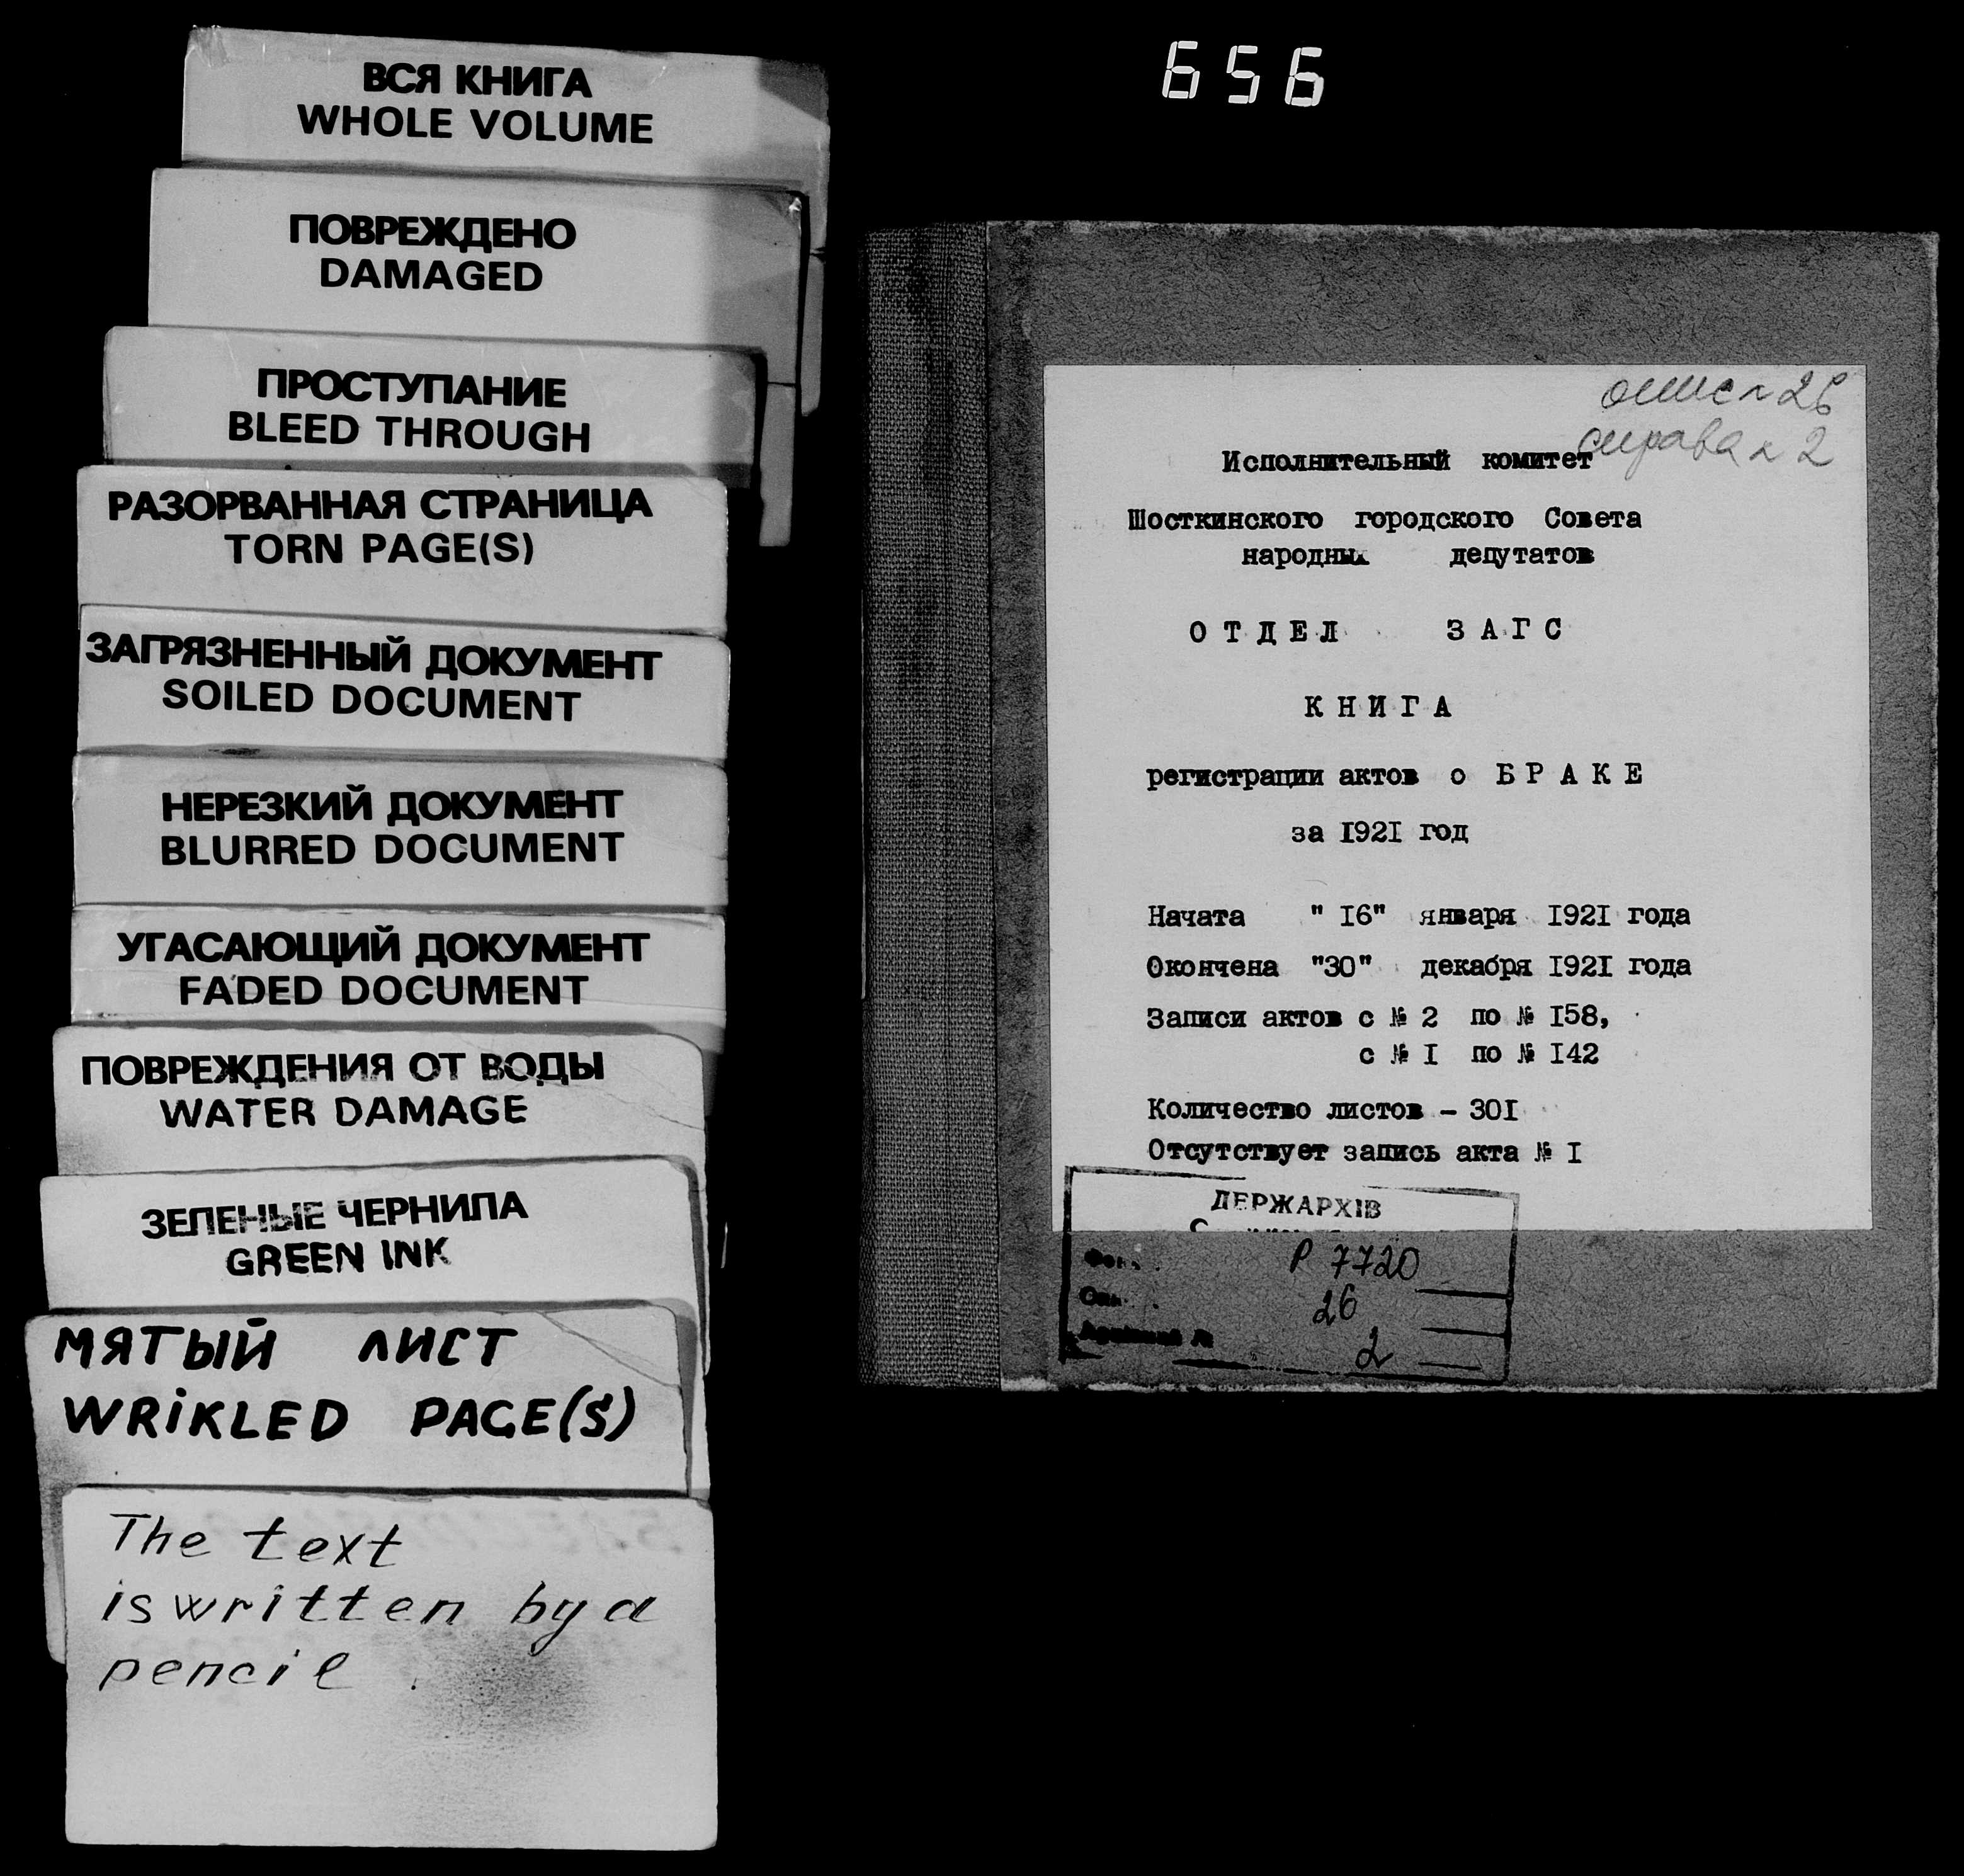 656
ВСЯ КНИГА
WHOLE VOLUME
ПОВРЕЖДЕНО
DAMAGED
ПРОСТУПАНИЕ
BLEED THROUGH
РАЗОРВАННАЯ СТРАНИЦА
TORN PAGE(S)
ЗАГРЯЗНЕННЫЙ ДОКУМЕНТ
SOILED DOCUMENT
НЕРЕЗКИЙ ДОКУМЕНТ
BLURRED DOCUMENT
УГАСАЮЩИЙ ДОКУМЕНТ
FADED DOCUMENT
ПОВРЕЖДЕНИЯ ОТ ВОДЫ
WATER DAMAGE
ЗЕЛЕНЫЕ ЧЕРНИЛА
GREEN INK
МЯТЫЙ ЛИСТ
WRIKLED PAGE(S)
The text
is written by a
pencil
опис 26
справа 2
Исполнительный комитет
Шосткинского городского Совета
народных депутатов
ОТДЕЛ ЗАГС
КНИГА
регистрации актов о БРАКЕ
за 1921 год
Начата "16" января 1921 года
Окончена "30" декабря 1921 года
Записи актов с № 2 по № 158,
с № 1 по № 142
Количество листов - 301
Отсутствует запись акта № 1
ДЕРЖАРХІВ
Р 7720
26
2